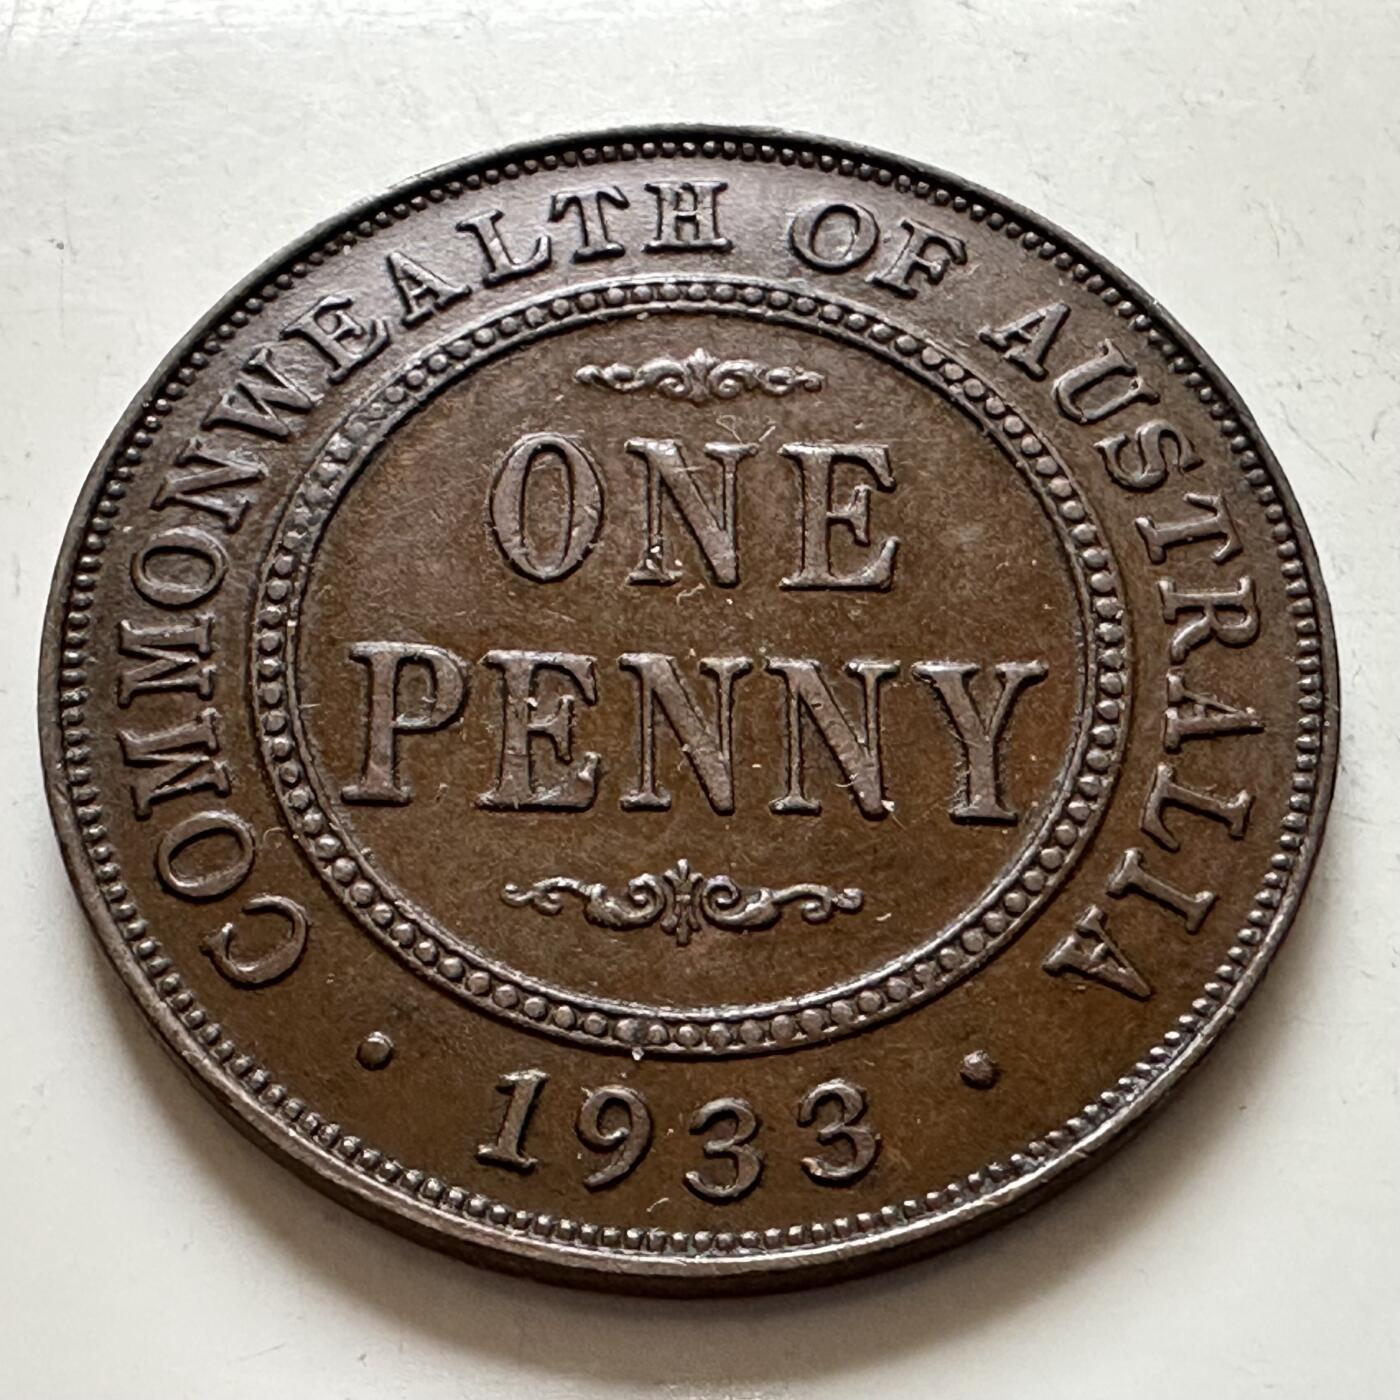 COMMONWEALTH OF AUSTRALIA
ONE
PENNY
· 1933 ·